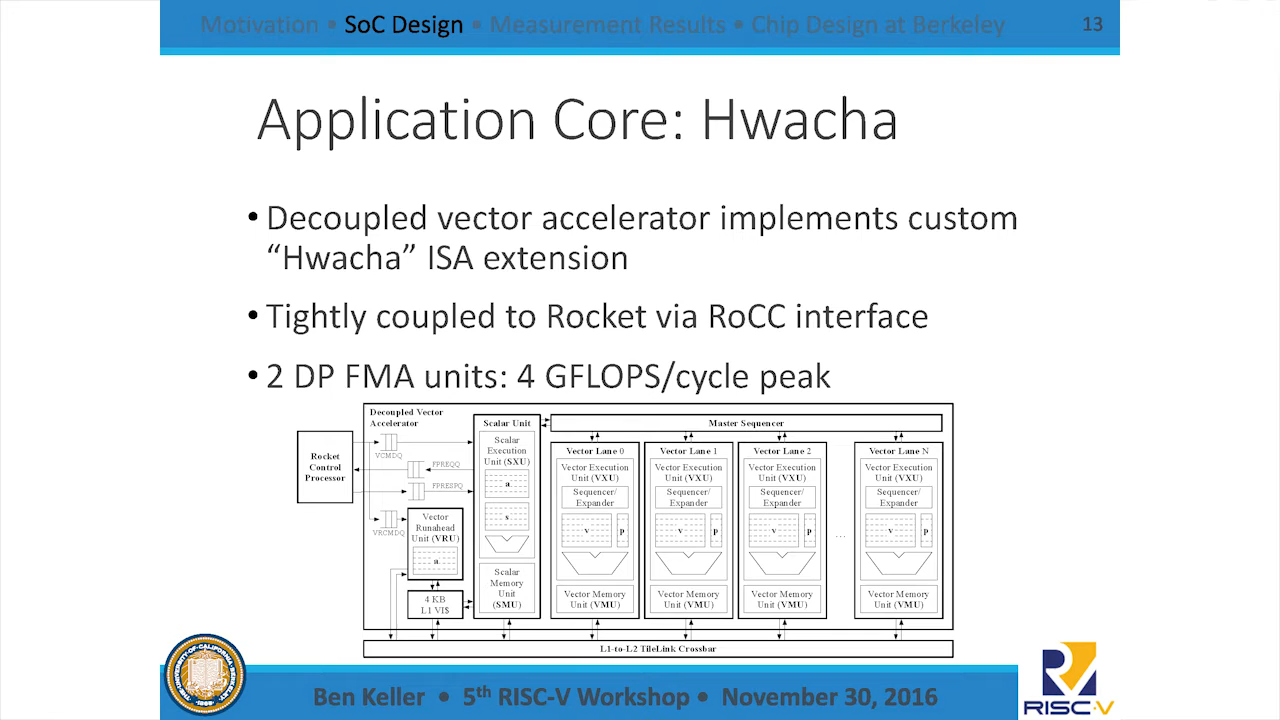 Motivation • SoC Design • Measurement Results • Chip Design at Berkeley
13
Application Core: Hwacha
• Decoupled vector accelerator implements custom
“Hwacha” ISA extension
• Tightly coupled to Rocket via RoCC interface
• 2 DP FMA units: 4 GFLOPS/cycle peak
Decoupled Vector
Accelerator
Rocket
Control
Processor
VCMDQ
FPREQQ
FPRESPQ
VRCMDQ
Vector
Runahead
Unit (VRU)
a
4 KB
L1 VI$
Scalar Unit
Scalar
Execution
Unit (SXU)
a
s
Scalar
Memory
Unit
(SMU)
Master Sequencer
Vector Lane 0
Vector Execution
Unit (VXU)
Sequencer/
Expander
v
p
Vector Memory
Unit (VMU)
Vector Lane 1
Vector Execution
Unit (VXU)
Sequencer/
Expander
v
p
Vector Memory
Unit (VMU)
Vector Lane 2
Vector Execution
Unit (VXU)
Sequencer/
Expander
v
p
Vector Memory
Unit (VMU)
...
Vector Lane N
Vector Execution
Unit (VXU)
Sequencer/
Expander
v
p
Vector Memory
Unit (VMU)
L1-to-L2 TileLink Crossbar
Ben Keller • 5th RISC-V Workshop • November 30, 2016
RISC-V